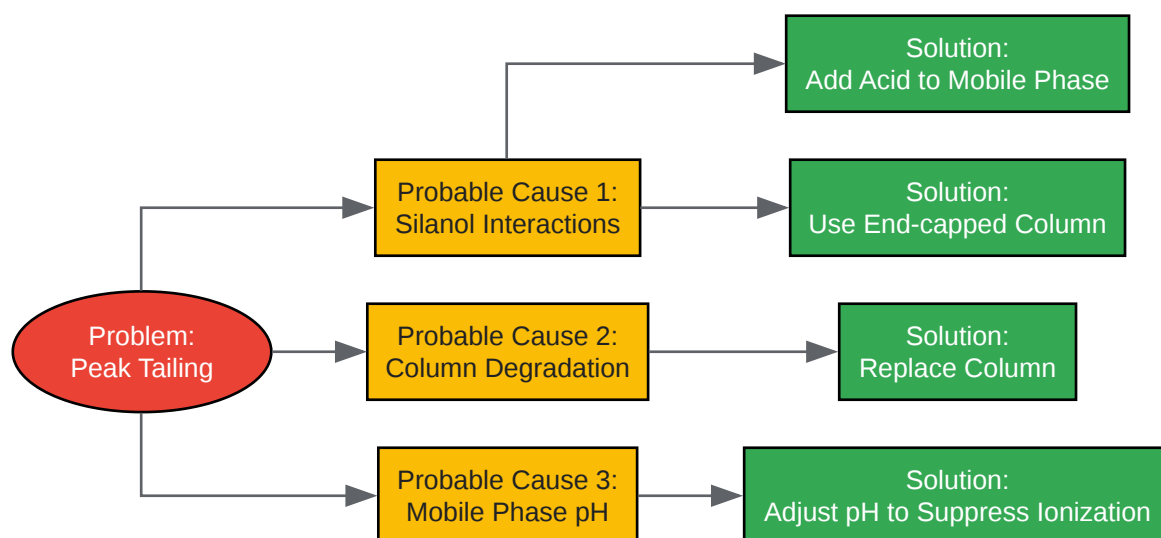 Solution:
Add Acid to Mobile Phase
Probable Cause 1:
Silanol Interactions
Solution:
Use End-capped Column
Problem:
Peak Tailing
Probable Cause 2:
Column Degradation
Solution:
Replace Column
Probable Cause 3:
Mobile Phase pH
Solution:
Adjust pH to Suppress Ionization